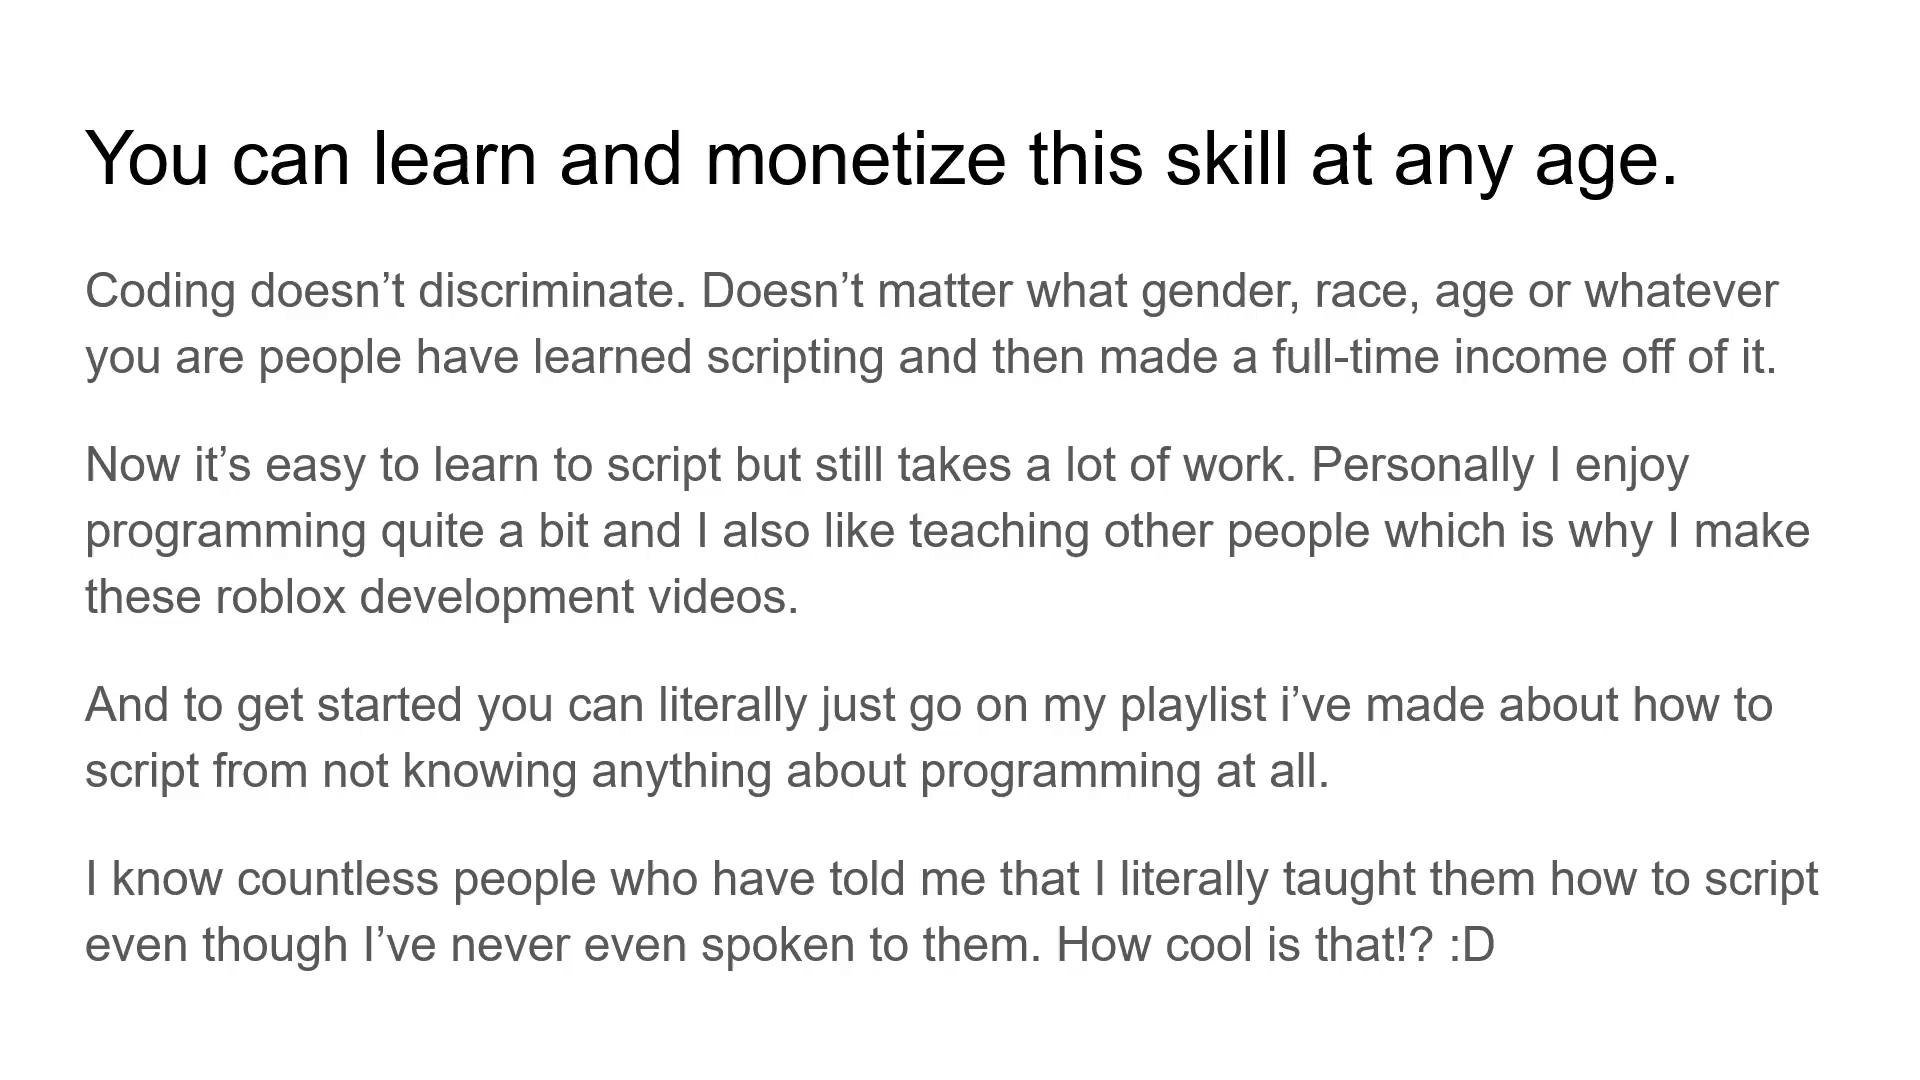 You can learn and monetize this skill at any age.
Coding doesn’t discriminate. Doesn’t matter what gender, race, age or whatever
you are people have learned scripting and then made a full-time income off of it.
Now it’s easy to learn to script but still takes a lot of work. Personally I enjoy
programming quite a bit and I also like teaching other people which is why I make
these roblox development videos.
And to get started you can literally just go on my playlist i’ve made about how to
script from not knowing anything about programming at all.
I know countless people who have told me that I literally taught them how to script
even though I’ve never even spoken to them. How cool is that!? :D